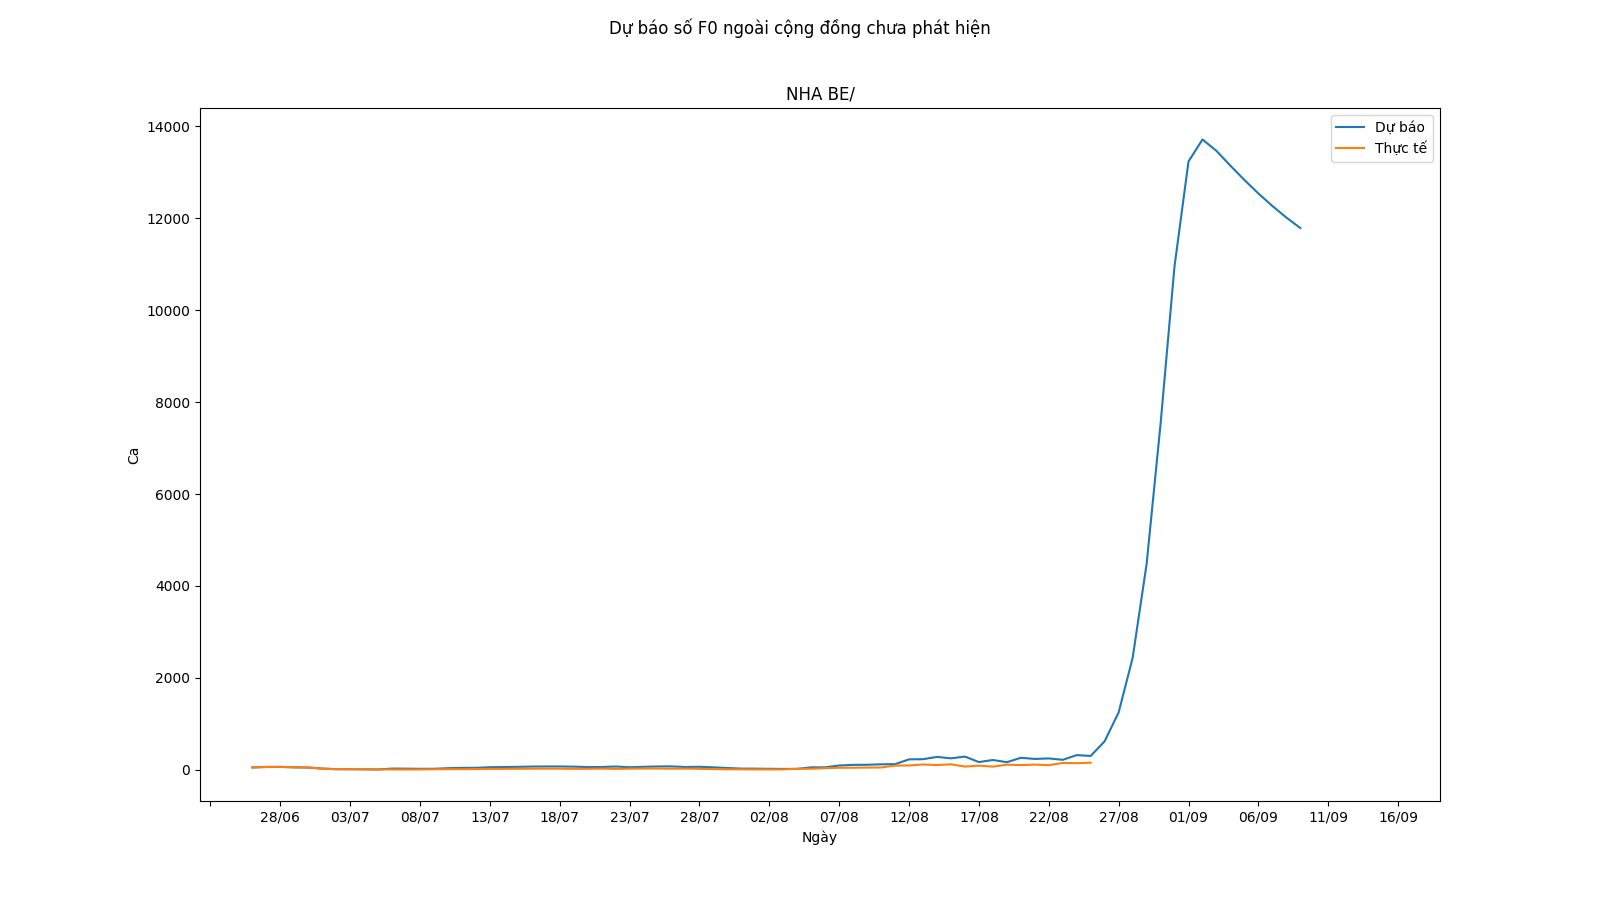 Dự báo số F0 ngoài cộng đồng chưa phát hiện
NHA BE/
Dự báo
Thực tế
14000
12000
10000
8000
6000
4000
2000
0
Ca
28/06 03/07 08/07 13/07 18/07 23/07 28/07 02/08 07/08 12/08 17/08 22/08 27/08 01/09 06/09 11/09 16/09
Ngày